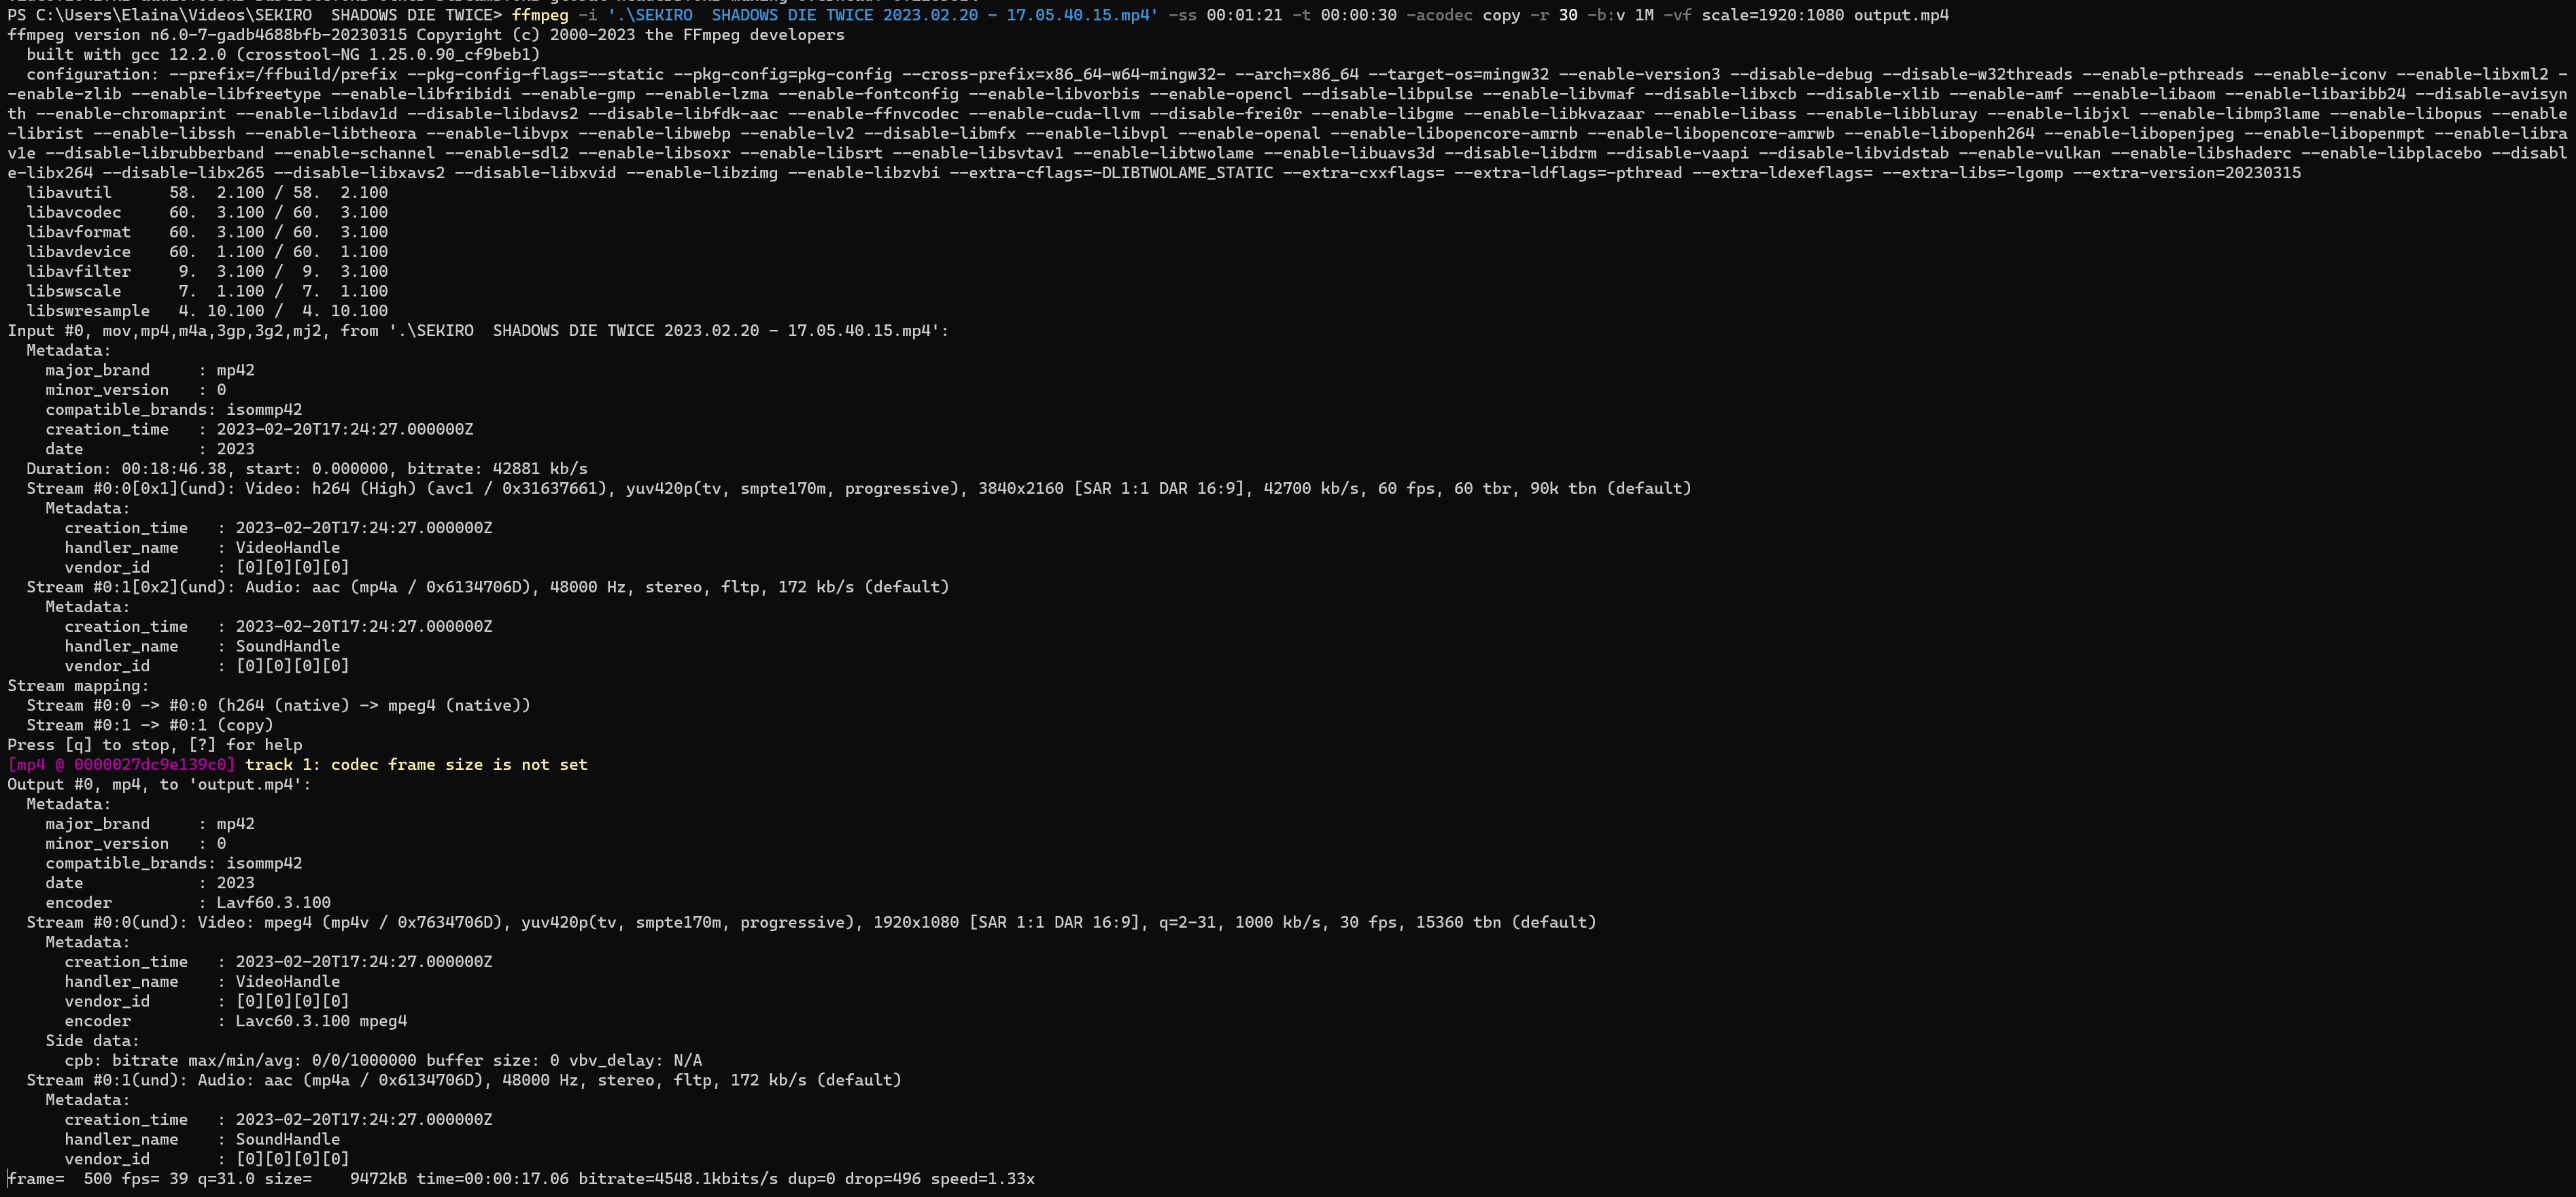 PS C:\Users\Elaina\Videos\SEKIRO  SHADOWS DIE TWICE> ffmpeg -i '.\SEKIRO  SHADOWS DIE TWICE 2023.02.20 - 17.05.40.15.mp4' -ss 00:01:21 -t 00:00:30 -acodec copy -r 30 -b:v 1M -vf scale=1920:1080 output.mp4
ffmpeg version n6.0-7-gadb4688bfb-20230315 Copyright (c) 2000-2023 the FFmpeg developers
  built with gcc 12.2.0 (crosstool-NG 1.25.0.90_cf9beb1)
  configuration: --prefix=/ffbuild/prefix --pkg-config-flags=--static --pkg-config=pkg-config --cross-prefix=x86_64-w64-mingw32- --arch=x86_64 --target-os=mingw32 --enable-version3 --disable-debug --disable-w32threads --enable-pthreads --enable-iconv --enable-libxml2 -
-enable-zlib --enable-libfreetype --enable-libfribidi --enable-gmp --enable-lzma --enable-fontconfig --enable-libvorbis --enable-opencl --disable-libpulse --enable-libvmaf --disable-libxcb --disable-xlib --enable-amf --enable-libaom --enable-libaribb24 --disable-avisyn
th --enable-chromaprint --enable-libdav1d --disable-libdavs2 --disable-libfdk-aac --enable-ffnvcodec --enable-cuda-llvm --disable-frei0r --enable-libgme --enable-libkvazaar --enable-libass --enable-libbluray --enable-libjxl --enable-libmp3lame --enable-libopus --enable
-librist --enable-libssh --enable-libtheora --enable-libvpx --enable-libwebp --enable-lv2 --disable-libmfx --enable-libvpl --enable-openal --enable-libopencore-amrnb --enable-libopencore-amrwb --enable-libopenh264 --enable-libopenjpeg --enable-libopenmpt --enable-libra
v1e --disable-librubberband --enable-schannel --enable-sdl2 --enable-libsoxr --enable-libsrt --enable-libsvtav1 --enable-libtwolame --enable-libuavs3d --disable-libdrm --disable-vaapi --disable-libvidstab --enable-vulkan --enable-libshaderc --enable-libplacebo --disabl
e-libx264 --disable-libx265 --disable-libxavs2 --disable-libxvid --enable-libzimg --enable-libzvbi --extra-cflags=-DLIBTWOLAME_STATIC --extra-cxxflags= --extra-ldflags=-pthread --extra-ldexeflags= --extra-libs=-lgomp --extra-version=20230315
  libavutil      58.  2.100 / 58.  2.100
  libavcodec     60.  3.100 / 60.  3.100
  libavformat    60.  3.100 / 60.  3.100
  libavdevice    60.  1.100 / 60.  1.100
  libavfilter     9.  3.100 /  9.  3.100
  libswscale      7.  1.100 /  7.  1.100
  libswresample   4. 10.100 /  4. 10.100
Input #0, mov,mp4,m4a,3gp,3g2,mj2, from '.\SEKIRO  SHADOWS DIE TWICE 2023.02.20 - 17.05.40.15.mp4':
  Metadata:
    major_brand     : mp42
    minor_version   : 0
    compatible_brands: isommp42
    creation_time   : 2023-02-20T17:24:27.000000Z
    date            : 2023
  Duration: 00:18:46.38, start: 0.000000, bitrate: 42881 kb/s
  Stream #0:0[0x1](und): Video: h264 (High) (avc1 / 0x31637661), yuv420p(tv, smpte170m, progressive), 3840x2160 [SAR 1:1 DAR 16:9], 42700 kb/s, 60 fps, 60 tbr, 90k tbn (default)
    Metadata:
      creation_time   : 2023-02-20T17:24:27.000000Z
      handler_name    : VideoHandle
      vendor_id       : [0][0][0][0]
  Stream #0:1[0x2](und): Audio: aac (mp4a / 0x6134706D), 48000 Hz, stereo, fltp, 172 kb/s (default)
    Metadata:
      creation_time   : 2023-02-20T17:24:27.000000Z
      handler_name    : SoundHandle
      vendor_id       : [0][0][0][0]
Stream mapping:
  Stream #0:0 -> #0:0 (h264 (native) -> mpeg4 (native))
  Stream #0:1 -> #0:1 (copy)
Press [q] to stop, [?] for help
[mp4 @ 0000027dc9e139c0] track 1: codec frame size is not set
Output #0, mp4, to 'output.mp4':
  Metadata:
    major_brand     : mp42
    minor_version   : 0
    compatible_brands: isommp42
    date            : 2023
    encoder         : Lavf60.3.100
  Stream #0:0(und): Video: mpeg4 (mp4v / 0x7634706D), yuv420p(tv, smpte170m, progressive), 1920x1080 [SAR 1:1 DAR 16:9], q=2-31, 1000 kb/s, 30 fps, 15360 tbn (default)
    Metadata:
      creation_time   : 2023-02-20T17:24:27.000000Z
      handler_name    : VideoHandle
      vendor_id       : [0][0][0][0]
      encoder         : Lavc60.3.100 mpeg4
    Side data:
      cpb: bitrate max/min/avg: 0/0/1000000 buffer size: 0 vbv_delay: N/A
  Stream #0:1(und): Audio: aac (mp4a / 0x6134706D), 48000 Hz, stereo, fltp, 172 kb/s (default)
    Metadata:
      creation_time   : 2023-02-20T17:24:27.000000Z
      handler_name    : SoundHandle
      vendor_id       : [0][0][0][0]
frame=  500 fps= 39 q=31.0 size=    9472kB time=00:00:17.06 bitrate=4548.1kbits/s dup=0 drop=496 speed=1.33x